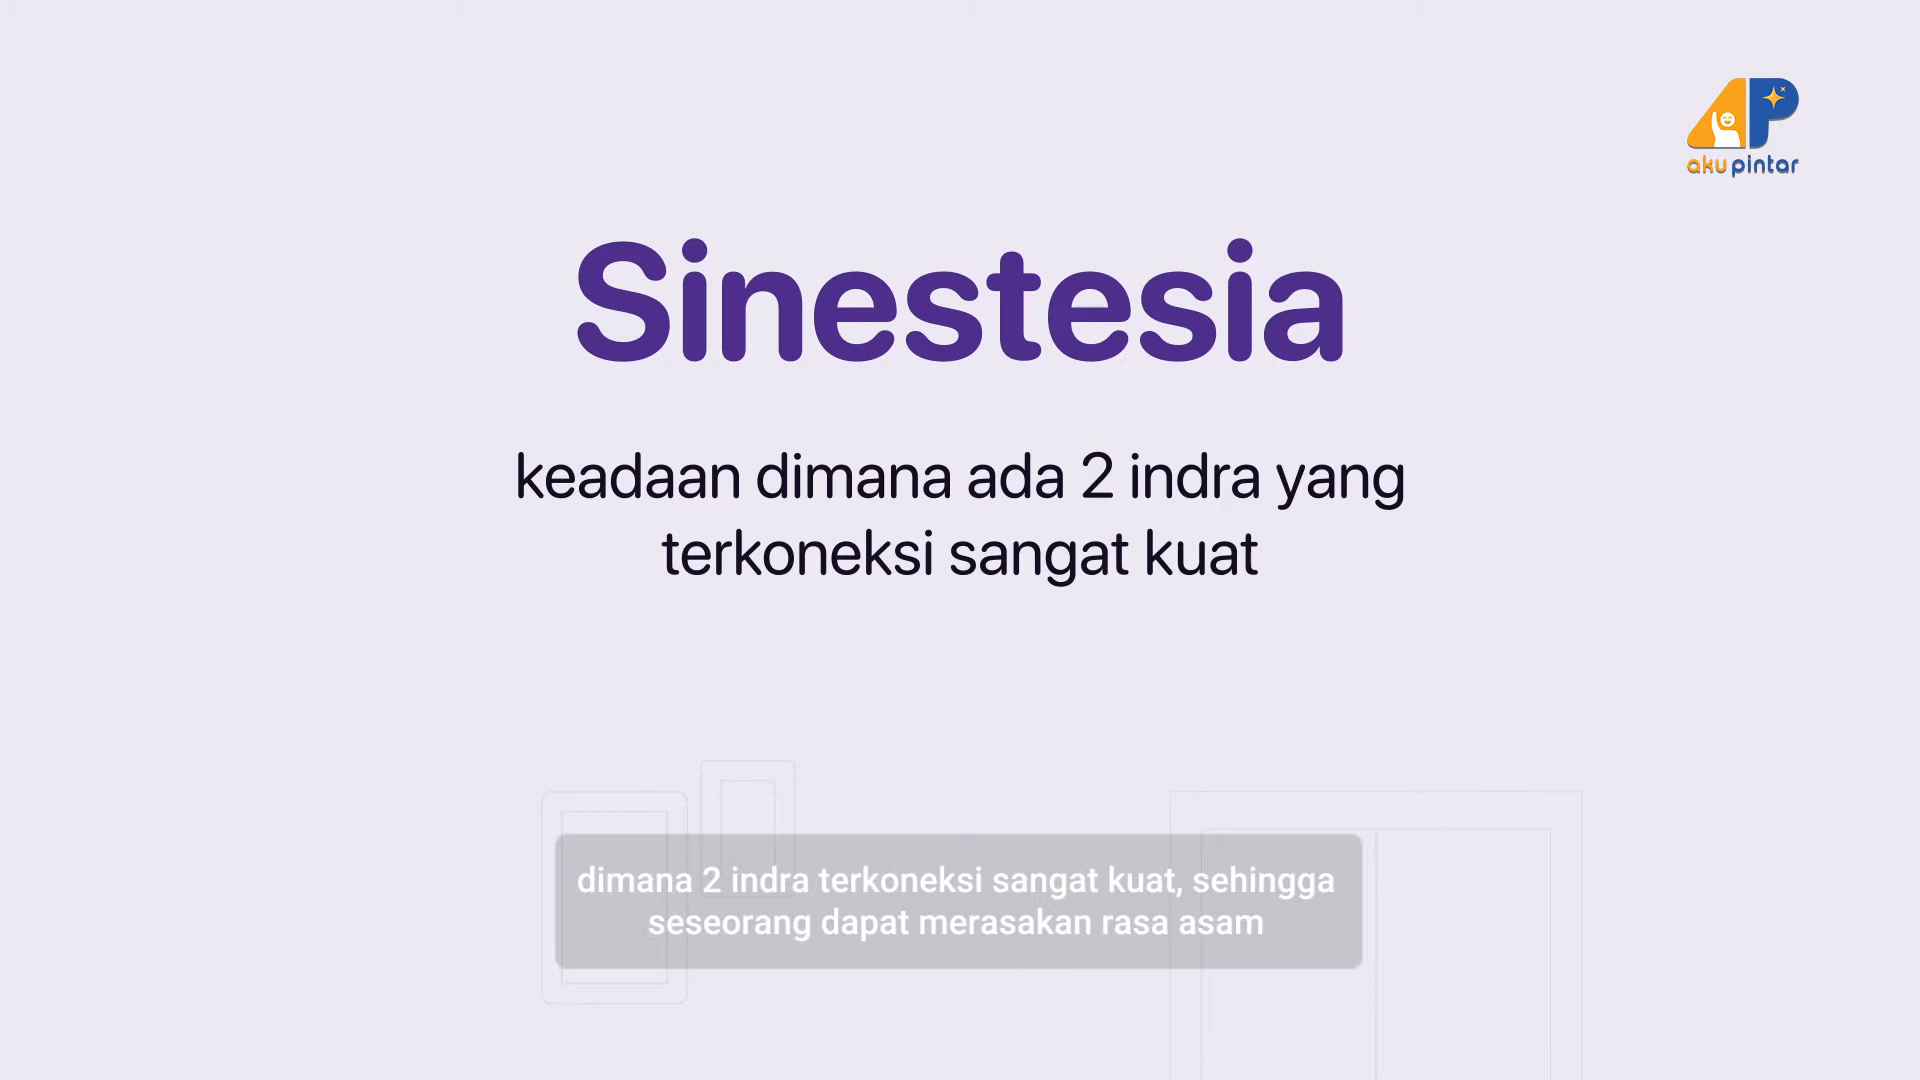 aku pintar
Sinestesia
keadaan dimana ada 2 indra yang
terkoneksi sangat kuat
dimana 2 indra terkoneksi sangat kuat, sehingga
seseorang dapat merasakan rasa asam